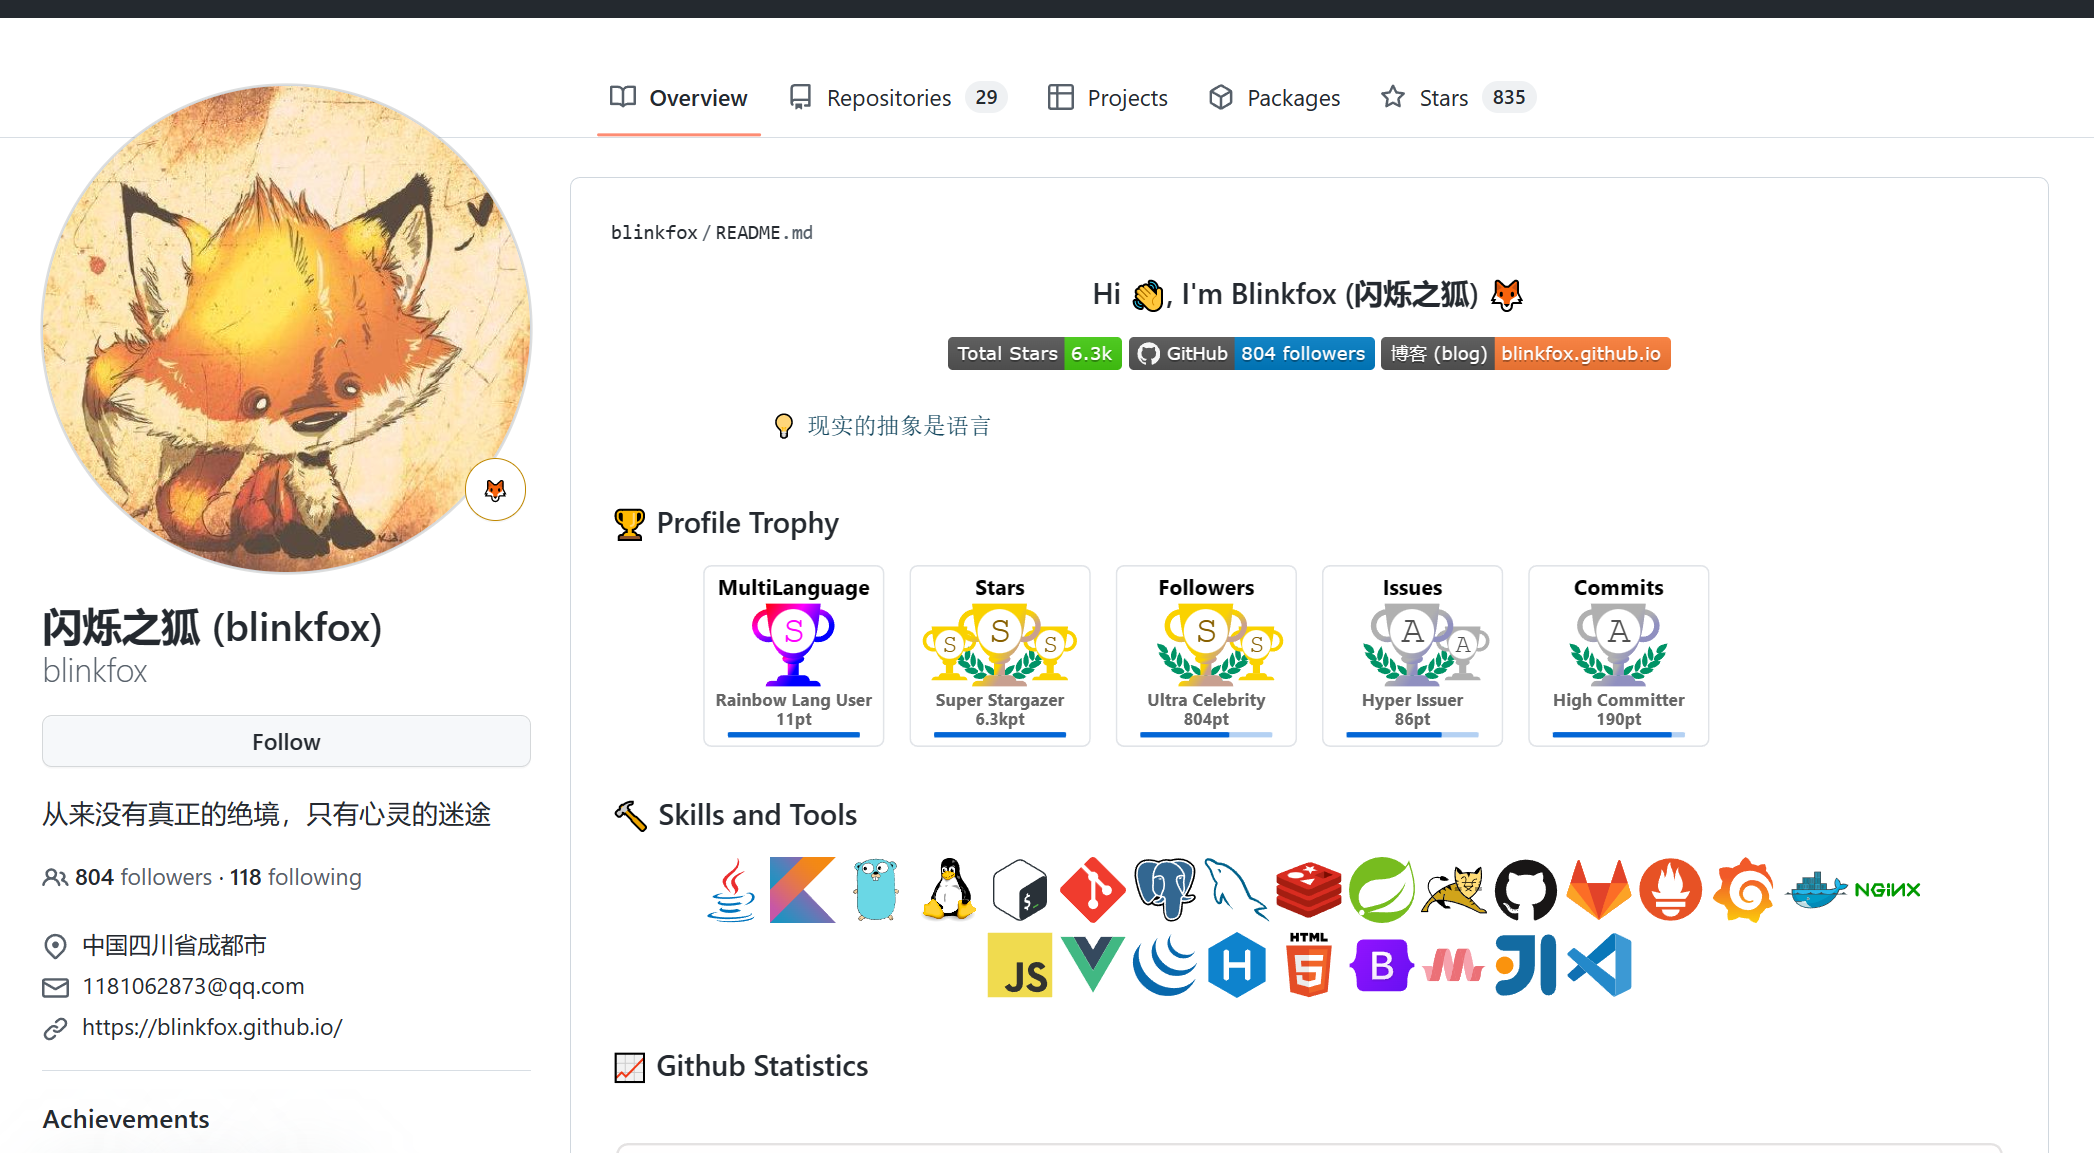 Overview Repositories 29 Projects Packages Stars 835
闪烁之狐 (blinkfox)
blinkfox
Follow
从来没有真正的绝境，只有心灵的迷途
804 followers · 118 following
中国四川省成都市
1181062873@qq.com
https://blinkfox.github.io/
Achievements
blinkfox / README.md
Hi 👋, I'm Blinkfox (闪烁之狐) 🦊
Total Stars 6.3k GitHub 804 followers 博客 (blog) blinkfox.github.io
💡 现实的抽象是语言
🏆 Profile Trophy
MultiLanguage
S
Rainbow Lang User
11pt
Stars
S S S
Super Stargazer
6.3kpt
Followers
S S
Ultra Celebrity
804pt
Issues
A A
Hyper Issuer
86pt
Commits
A
High Committer
190pt
🔨 Skills and Tools
$
NGINX
JS
H
HTML
5
B
M
JI
📈 Github Statistics